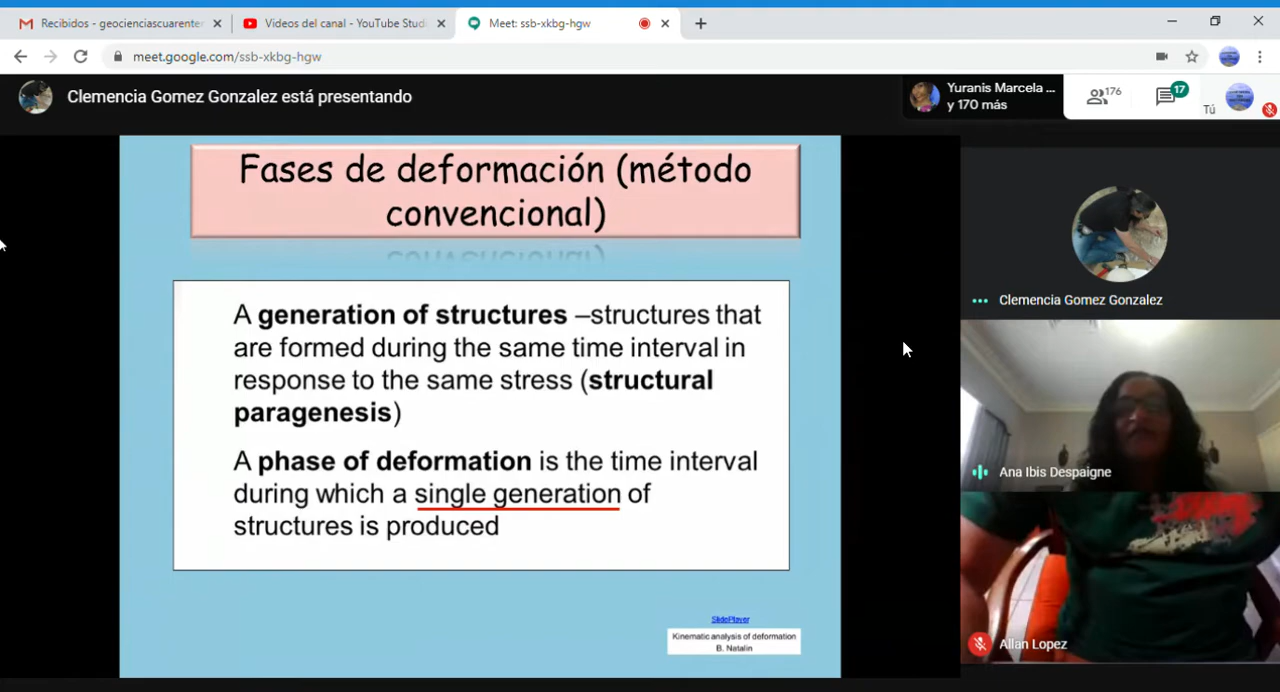 Recibidos - geocienciascuarenter
Videos del canal - YouTube Studi
Meet: ssb-xkbg-hgw
meet.google.com/ssb-xkbg-hgw
Clemencia Gomez Gonzalez está presentando
Yuranis Marcela ...
y 170 más
176
17
Tú
Fases de deformación (método
convencional)
A generation of structures –structures that
are formed during the same time interval in
response to the same stress (structural
paragenesis)
A phase of deformation is the time interval
during which a single generation of
structures is produced
SlidePlayer
Kinematic analysis of deformation
B. Natalin
Clemencia Gomez Gonzalez
Ana Ibis Despaigne
Allan Lopez